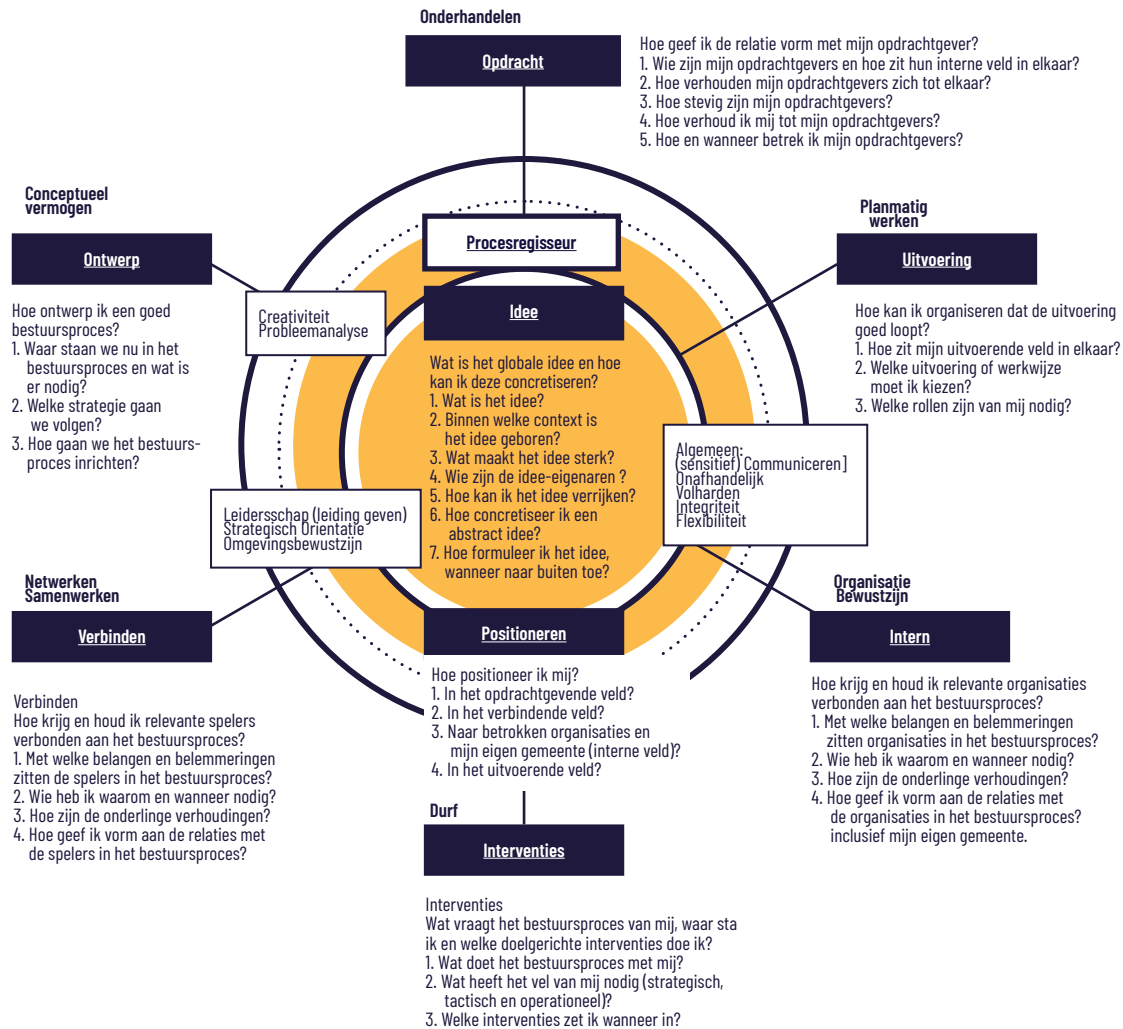 Onderhandelen
Opdracht
Hoe geef ik de relatie vorm met mijn opdrachtgever?
1. Wie zijn mijn opdrachtgevers en hoe zit hun interne veld in elkaar?
2. Hoe verhouden mijn opdrachtgevers zich tot elkaar?
3. Hoe stevig zijn mijn opdrachtgevers?
4. Hoe verhoud ik mij tot mijn opdrachtgevers?
5. Hoe en wanneer betrek ik mijn opdrachtgevers?
Conceptueel
vermogen
Ontwerp
Hoe ontwerp ik een goed
bestuursproces?
1. Waar staan we nu in het
bestuursproces en wat is
er nodig?
2. Welke strategie gaan
we volgen?
3. Hoe gaan we het bestuurs-
proces inrichten?
Creativiteit
Probleemanalyse
Procesregisseur
Idee
Wat is het globale idee en hoe
kan ik deze concretiseren?
1. Wat is het idee?
2. Binnen welke context is
het idee geboren?
3. Wat maakt het idee sterk?
4. Wie zijn de idee-eigenaren ?
5. Hoe kan ik het idee verrijken?
6. Hoe concretiseer ik een
abstract idee?
7. Hoe formuleer ik het idee,
wanneer naar buiten toe?
Planmatig
werken
Uitvoering
Hoe kan ik organiseren dat de uitvoering
goed loopt?
1. Hoe zit mijn uitvoerende veld in elkaar?
2. Welke uitvoering of werkwijze
moet ik kiezen?
3. Welke rollen zijn van mij nodig?
Algemeen:
(sensitief) Communiceren]
Onafhandelijk
Volharden
Integriteit
Flexibiliteit
Leidersschap (leiding geven)
Strategisch Orientatie
Omgevingsbewustzijn
Netwerken
Samenwerken
Verbinden
Verbinden
Hoe krijg en houd ik relevante spelers
verbonden aan het bestuursproces?
1. Met welke belangen en belemmeringen
zitten de spelers in het bestuursproces?
2. Wie heb ik waarom en wanneer nodig?
3. Hoe zijn de onderlinge verhoudingen?
4. Hoe geef ik vorm aan de relaties met
de spelers in het bestuursproces?
Positioneren
Hoe positioneer ik mij?
1. In het opdrachtgevende veld?
2. In het verbindende veld?
3. Naar betrokken organisaties en
mijn eigen gemeente (interne veld)?
4. In het uitvoerende veld?
Organisatie
Bewustzijn
Intern
Hoe krijg en houd ik relevante organisaties
verbonden aan het bestuursproces?
1. Met welke belangen en belemmeringen
zitten organisaties in het bestuursproces?
2. Wie heb ik waarom en wanneer nodig?
3. Hoe zijn de onderlinge verhoudingen?
4. Hoe geef ik vorm aan de relaties met
de organisaties in het bestuursproces?
inclusief mijn eigen gemeente.
Durf
Interventies
Interventies
Wat vraagt het bestuursproces van mij, waar sta
ik en welke doelgerichte interventies doe ik?
1. Wat doet het bestuursproces met mij?
2. Wat heeft het vel van mij nodig (strategisch,
tactisch en operationeel)?
3. Welke interventies zet ik wanneer in?